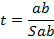 t = ab / Sab